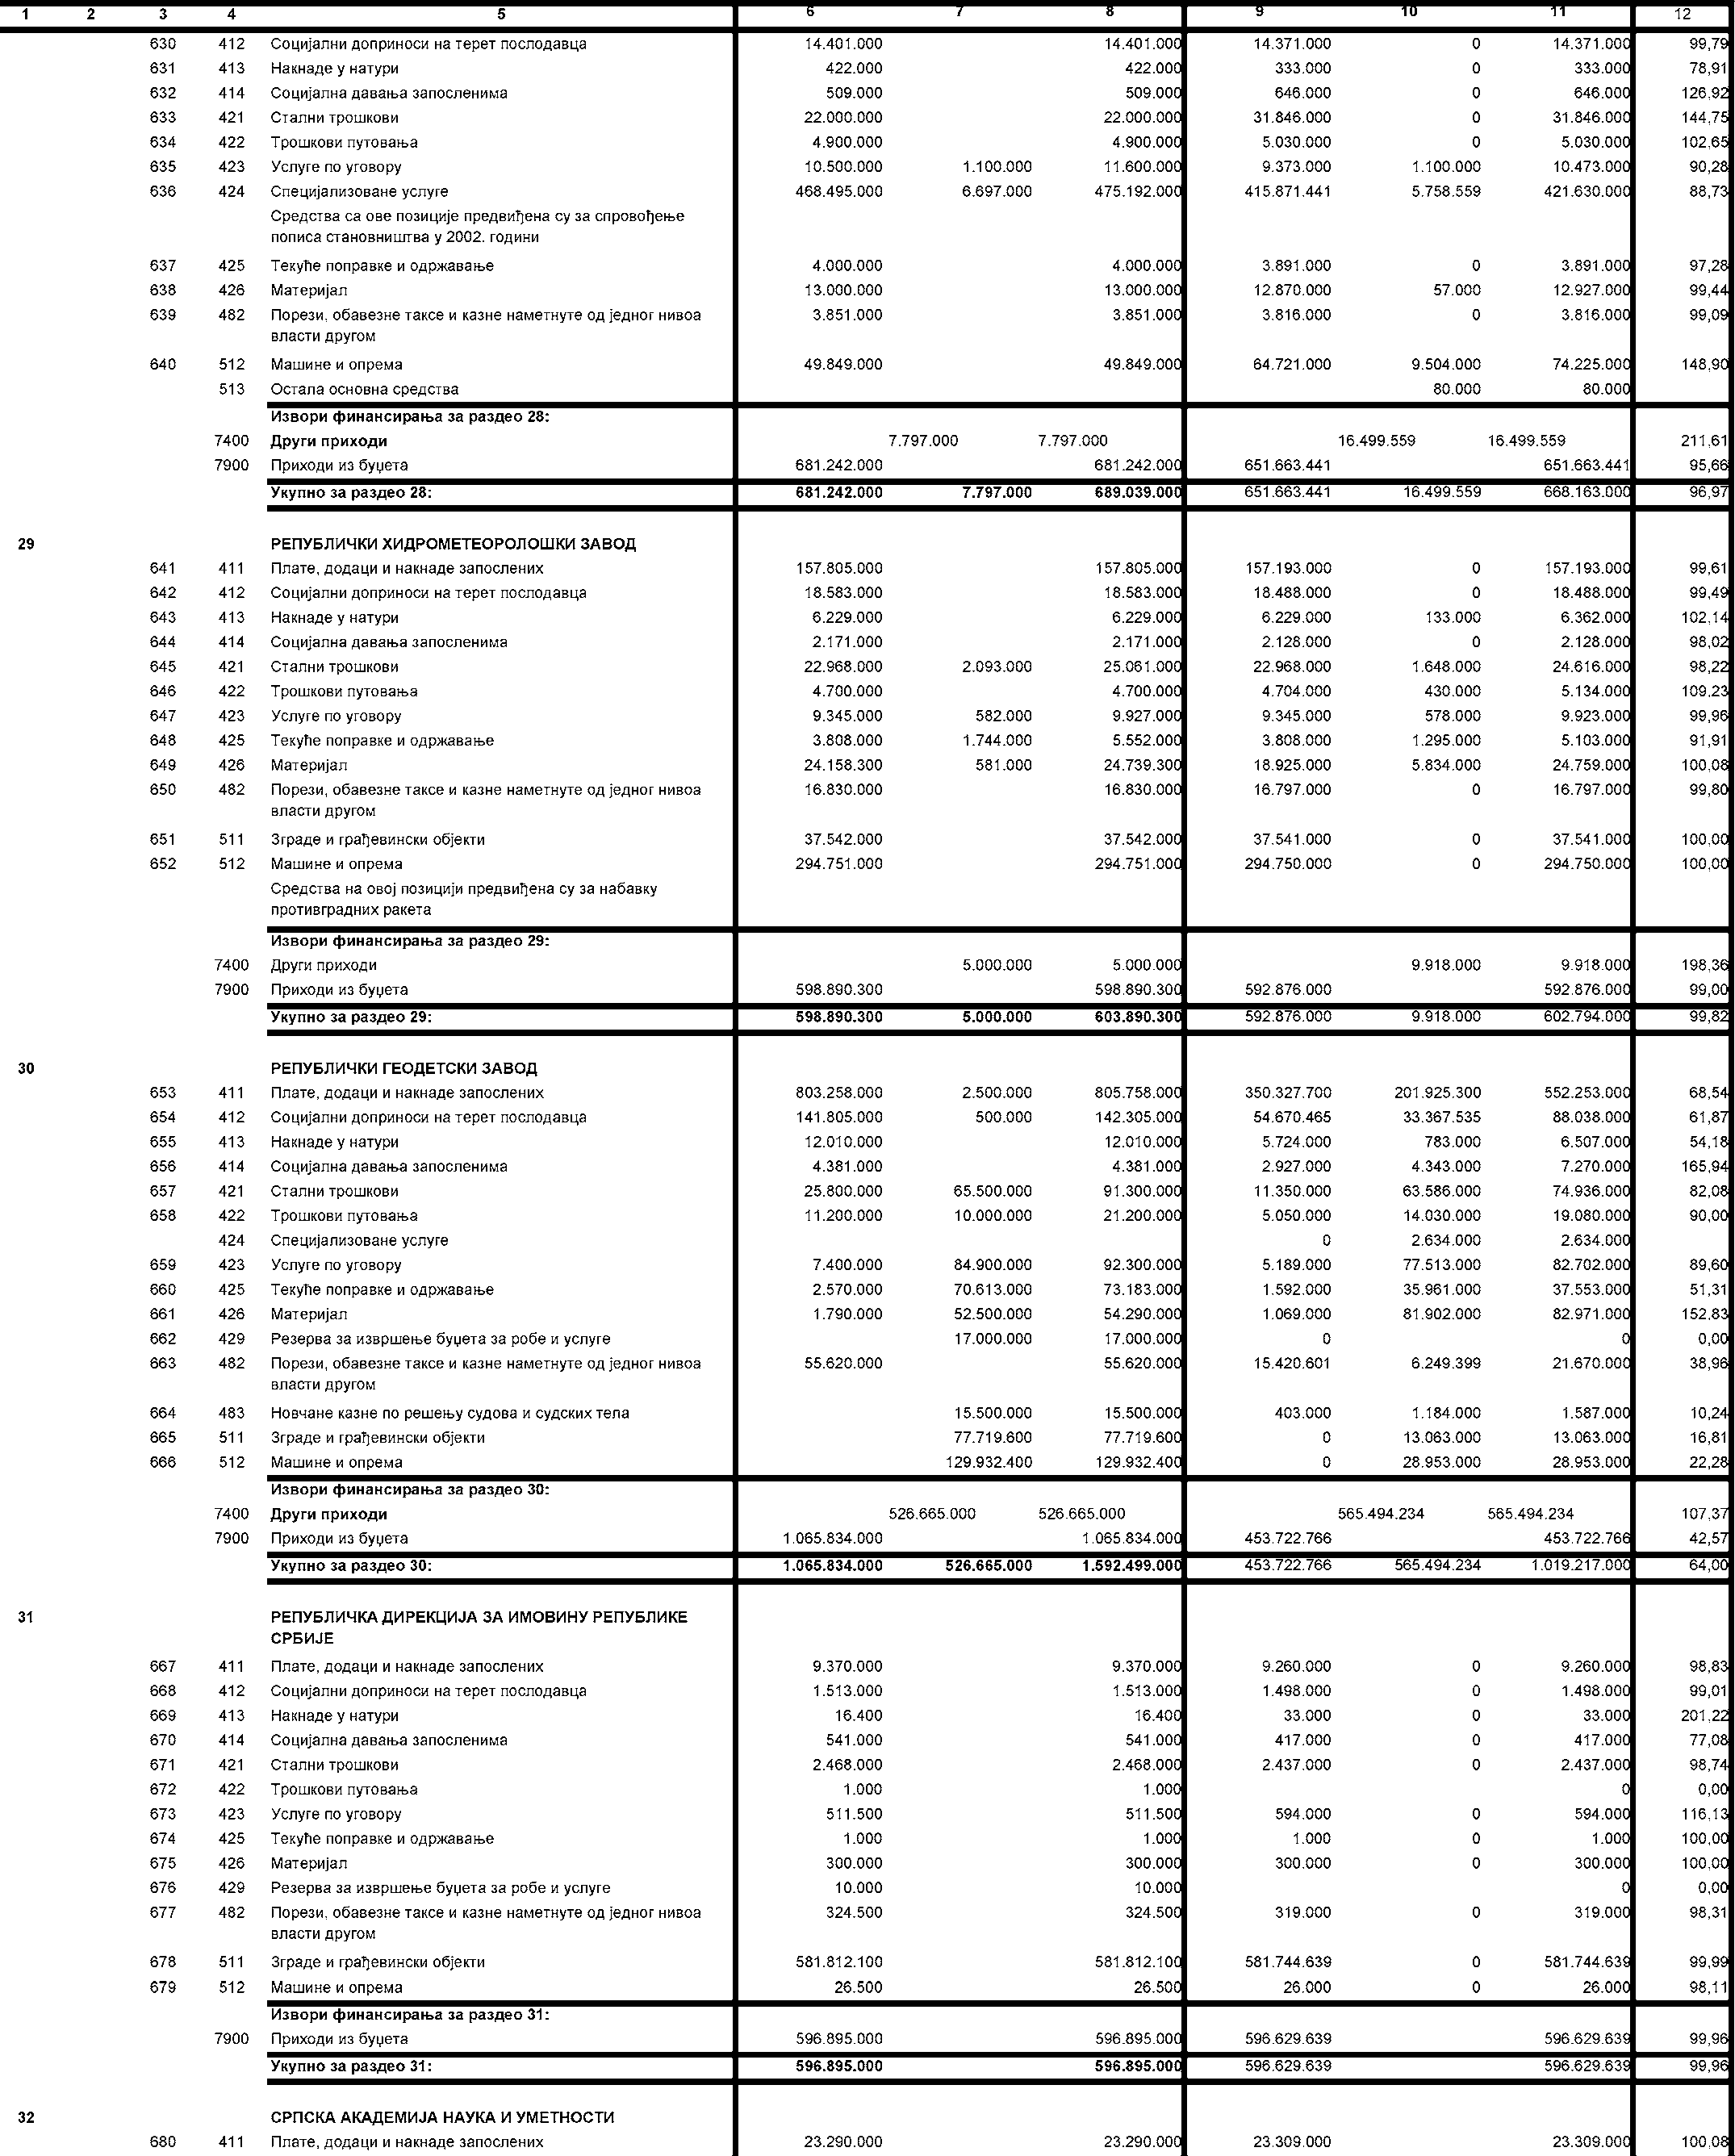 1 2 3 4 5 6 7 8 9 10 11 12
630 412 Социјални доприноси на терет послодавца 14.401.000 14.401.000 14.371.000 0 14.371.000 99,79
631 413 Накнаде у натури 422.000 422.000 333.000 0 333.000 78,91
632 414 Социјална давања запосленима 509.000 509.000 646.000 0 646.000 126,92
633 421 Стални трошкови 22.000.000 22.000.000 31.846.000 0 31.846.000 144,75
634 422 Трошкови путовања 4.900.000 4.900.000 5.030.000 0 5.030.000 102,65
635 423 Услуге по уговору 10.500.000 1.100.000 11.600.000 9.373.000 1.100.000 10.473.000 90,28
636 424 Специјализоване услуге 468.495.000 6.697.000 475.192.000 415.871.441 5.758.559 421.630.000 88,73
Средства са ове позиције предвиђена су за спровођење
пописа становништва у 2002. години
637 425 Текуће поправке и одржавање 4.000.000 4.000.000 3.891.000 0 3.891.000 97,28
638 426 Материјал 13.000.000 13.000.000 12.870.000 57.000 12.927.000 99,44
639 482 Порези, обавезне таксе и казне наметнуте од једног нивоа 3.851.000 3.851.000 3.816.000 0 3.816.000 99,09
власти другом
640 512 Машине и опрема 49.849.000 49.849.000 64.721.000 9.504.000 74.225.000 148,90
513 Остала основна средства 80.000 80.000
Извори финансирања за раздео 28:
7400 Други приходи 7.797.000 7.797.000 16.499.559 16.499.559 211,61
7900 Приходи из буџета 681.242.000 681.242.000 651.663.441 651.663.441 95,66
Укупно за раздео 28: 681.242.000 7.797.000 689.039.000 651.663.441 16.499.559 668.163.000 96,97
29 РЕПУБЛИЧКИ ХИДРОМЕТЕОРОЛОШКИ ЗАВОД
641 411 Плате, додаци и накнаде запослених 157.805.000 157.805.000 157.193.000 0 157.193.000 99,61
642 412 Социјални доприноси на терет послодавца 18.583.000 18.583.000 18.488.000 0 18.488.000 99,49
643 413 Накнаде у натури 6.229.000 6.229.000 6.229.000 133.000 6.362.000 102,14
644 414 Социјална давања запосленима 2.171.000 2.171.000 2.128.000 0 2.128.000 98,02
645 421 Стални трошкови 22.968.000 2.093.000 25.061.000 22.968.000 1.648.000 24.616.000 98,22
646 422 Трошкови путовања 4.700.000 4.700.000 4.704.000 430.000 5.134.000 109,23
647 423 Услуге по уговору 9.345.000 582.000 9.927.000 9.345.000 578.000 9.923.000 99,96
648 425 Текуће поправке и одржавање 3.808.000 1.744.000 5.552.000 3.808.000 1.295.000 5.103.000 91,91
649 426 Материјал 24.158.300 581.000 24.739.300 18.925.000 5.834.000 24.759.000 100,08
650 482 Порези, обавезне таксе и казне наметнуте од једног нивоа 16.830.000 16.830.000 16.797.000 0 16.797.000 99,80
власти другом
651 511 Зграде и грађевински објекти 37.542.000 37.542.000 37.541.000 0 37.541.000 100,00
652 512 Машине и опрема 294.751.000 294.751.000 294.750.000 0 294.750.000 100,00
Средства на овој позицији предвиђена су за набавку
противградних ракета
Извори финансирања за раздео 29:
7400 Други приходи 5.000.000 5.000.000 9.918.000 9.918.000 198,36
7900 Приходи из буџета 598.890.300 598.890.300 592.876.000 592.876.000 99,00
Укупно за раздео 29: 598.890.300 5.000.000 603.890.300 592.876.000 9.918.000 602.794.000 99,82
30 РЕПУБЛИЧКИ ГЕОДЕТСКИ ЗАВОД
653 411 Плате, додаци и накнаде запослених 803.258.000 2.500.000 805.758.000 350.327.700 201.925.300 552.253.000 68,54
654 412 Социјални доприноси на терет послодавца 141.805.000 500.000 142.305.000 54.670.465 33.367.535 88.038.000 61,87
655 413 Накнаде у натури 12.010.000 12.010.000 5.724.000 783.000 6.507.000 54,18
656 414 Социјална давања запосленима 4.381.000 4.381.000 2.927.000 4.343.000 7.270.000 165,94
657 421 Стални трошкови 25.800.000 65.500.000 91.300.000 11.350.000 63.586.000 74.936.000 82,08
658 422 Трошкови путовања 11.200.000 10.000.000 21.200.000 5.050.000 14.030.000 19.080.000 90,00
424 Специјализоване услуге 0 2.634.000 2.634.000
659 423 Услуге по уговору 7.400.000 84.900.000 92.300.000 5.189.000 77.513.000 82.702.000 89,60
660 425 Текуће поправке и одржавање 2.570.000 70.613.000 73.183.000 1.592.000 35.961.000 37.553.000 51,31
661 426 Материјал 1.790.000 52.500.000 54.290.000 1.069.000 81.902.000 82.971.000 152,83
662 429 Резерва за извршење буџета за робе и услуге 17.000.000 17.000.000 0 0 0,00
663 482 Порези, обавезне таксе и казне наметнуте од једног нивоа 55.620.000 55.620.000 15.420.601 6.249.399 21.670.000 38,96
власти другом
664 483 Новчане казне по решењу судова и судских тела 15.500.000 15.500.000 403.000 1.184.000 1.587.000 10,24
665 511 Зграде и грађевински објекти 77.719.600 77.719.600 0 13.063.000 13.063.000 16,81
666 512 Машине и опрема 129.932.400 129.932.400 0 28.953.000 28.953.000 22,28
Извори финансирања за раздео 30:
7400 Други приходи 526.665.000 526.665.000 565.494.234 565.494.234 107,37
7900 Приходи из буџета 1.065.834.000 1.065.834.000 453.722.766 453.722.766 42,57
Укупно за раздео 30: 1.065.834.000 526.665.000 1.592.499.000 453.722.766 565.494.234 1.019.217.000 64,00
31 РЕПУБЛИЧКА ДИРЕКЦИЈА ЗА ИМОВИНУ РЕПУБЛИКЕ
СРБИЈЕ
667 411 Плате, додаци и накнаде запослених 9.370.000 9.370.000 9.260.000 0 9.260.000 98,83
668 412 Социјални доприноси на терет послодавца 1.513.000 1.513.000 1.498.000 0 1.498.000 99,01
669 413 Накнаде у натури 16.400 16.400 33.000 0 33.000 201,22
670 414 Социјална давања запосленима 541.000 541.000 417.000 0 417.000 77,08
671 421 Стални трошкови 2.468.000 2.468.000 2.437.000 0 2.437.000 98,74
672 422 Трошкови путовања 1.000 1.000 0 0,00
673 423 Услуге по уговору 511.500 511.500 594.000 0 594.000 116,13
674 425 Текуће поправке и одржавање 1.000 1.000 1.000 0 1.000 100,00
675 426 Материјал 300.000 300.000 300.000 0 300.000 100,00
676 429 Резерва за извршење буџета за робе и услуге 10.000 10.000 0 0,00
677 482 Порези, обавезне таксе и казне наметнуте од једног нивоа 324.500 324.500 319.000 0 319.000 98,31
власти другом
678 511 Зграде и грађевински објекти 581.812.100 581.812.100 581.744.639 0 581.744.639 99,99
679 512 Машине и опрема 26.500 26.500 26.000 0 26.000 98,11
Извори финансирања за раздео 31:
7900 Приходи из буџета 596.895.000 596.895.000 596.629.639 596.629.639 99,96
Укупно за раздео 31: 596.895.000 596.895.000 596.629.639 596.629.639 99,96
32 СРПСКА АКАДЕМИЈА НАУКА И УМЕТНОСТИ
680 411 Плате, додаци и накнаде запослених 23.290.000 23.290.000 23.309.000 23.309.000 100,08